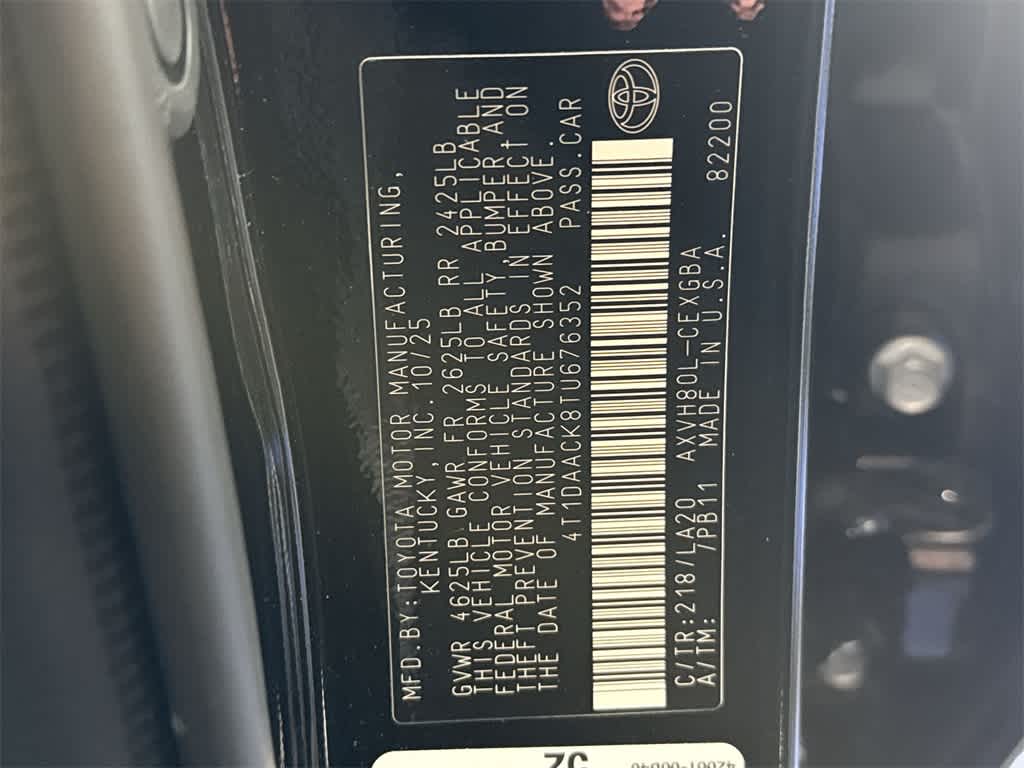 MFD.BY:TOYOTA MOTOR MANUFACTURING,
KENTUCKY, INC. 10/25
GVWR 4625LB GAWR FR 2625LB RR 2425LB
THIS VEHICLE CONFORMS TO ALL APPLICABLE
FEDERAL MOTOR VEHICLE SAFETY,BUMPER AND
THEFT PREVENTION STANDARDS IN EFFECT ON
THE DATE OF MANUFACTURE SHOWN ABOVE.
4T1DAACK8TU676352 PASS.CAR
C/TR:218/LA20 AXVH80L-CEXGBA
A/TM: /PB11 MADE IN U.S.A. 82200